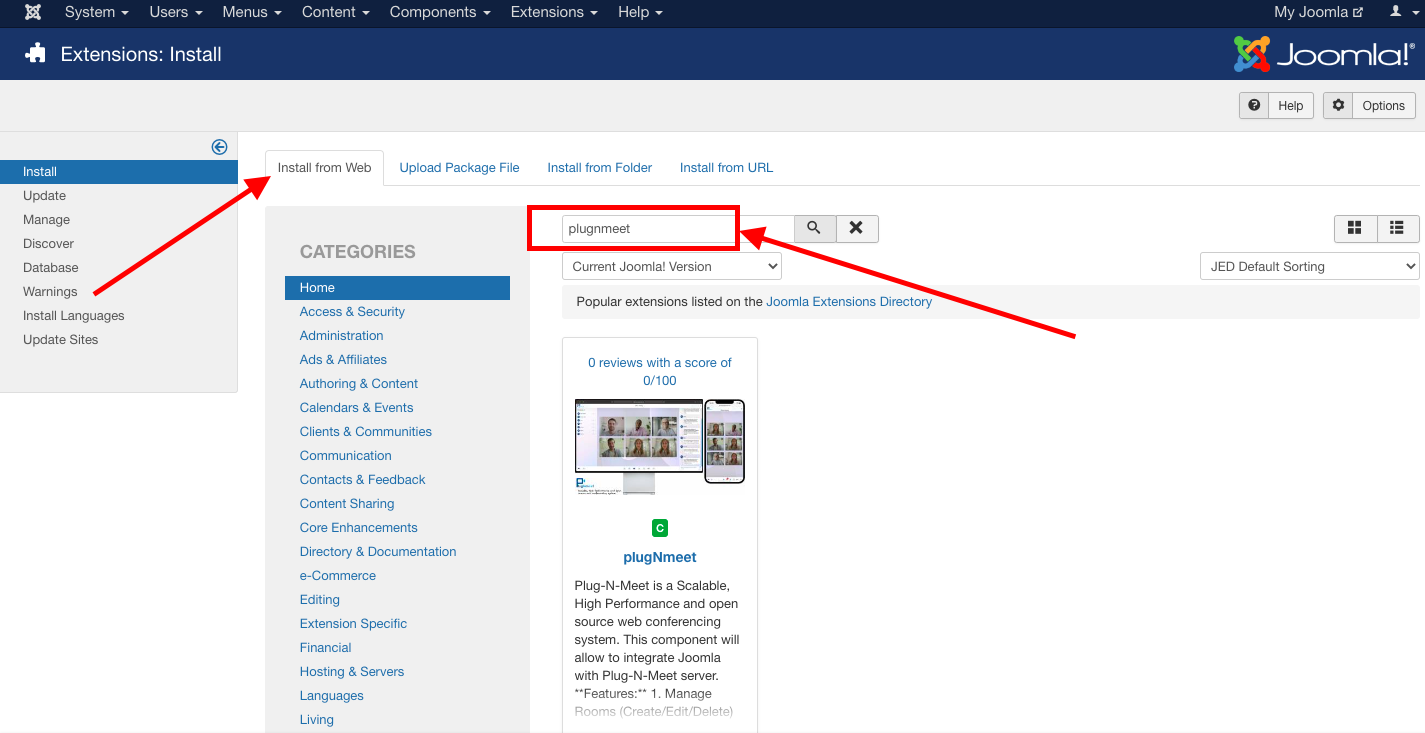 System Users Menus Content Components Extensions Help My Joomla
Extensions: Install
Joomla!®
Help Options
Install from Web Upload Package File Install from Folder Install from URL
Install
Update
Manage
Discover
Database
Warnings
Install Languages
Update Sites
CATEGORIES
Home
Access & Security
Administration
Ads & Affiliates
Authoring & Content
Calendars & Events
Clients & Communities
Communication
Contacts & Feedback
Content Sharing
Core Enhancements
Directory & Documentation
e-Commerce
Editing
Extension Specific
Financial
Hosting & Servers
Languages
Living
plugnmeet
Current Joomla! Version
JED Default Sorting
Popular extensions listed on the Joomla Extensions Directory
0 reviews with a score of
0/100
C
plugNmeet
Plug-N-Meet is a Scalable,
High Performance and open
source web conferencing
system. This component will
allow to integrate Joomla
with Plug-N-Meet server.
**Features:** 1. Manage
Rooms (Create/Edit/Delete)